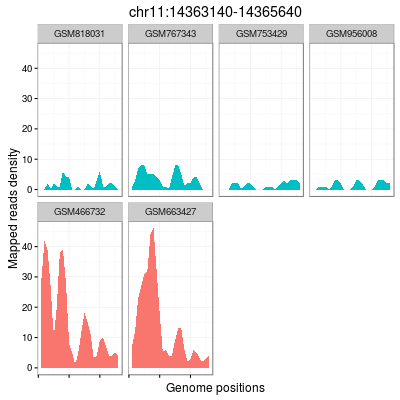 chr11:14363140-14365640
GSM818031 GSM767343 GSM753429 GSM956008
40
30
20
10
0
GSM466732 GSM663427
40
30
20
10
0
Mapped reads density
Genome positions